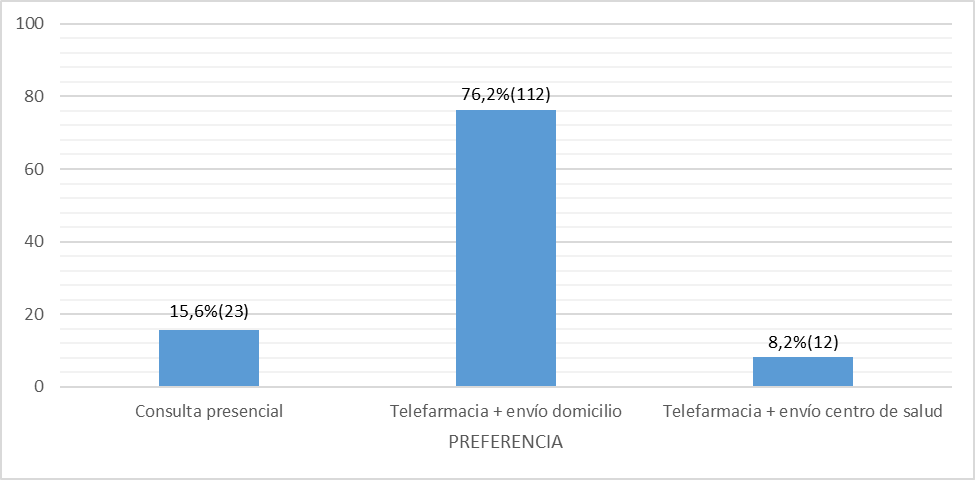 100
80
60
40
20
0
15,6%(23)
76,2%(112)
8,2%(12)
Consulta presencial
Telefarmacia + envío domicilio
Telefarmacia + envío centro de salud
PREFERENCIA